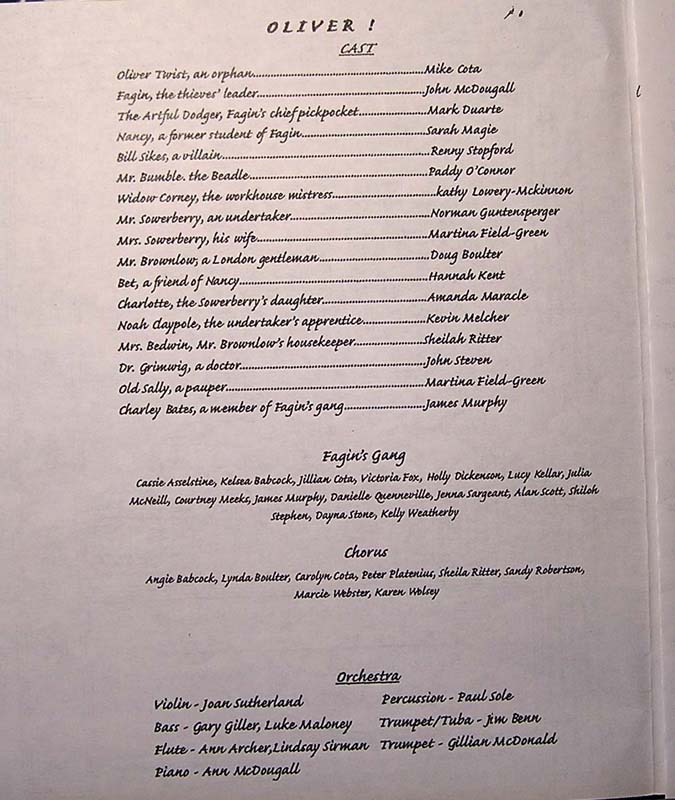 OLIVER !
CAST
Oliver Twist, an orphan..........................................................Mike Cota
Fagin, the thieves' leader........................................................John McDougall
The Artful Dodger, Fagin's chief pickpocket.......................Mark Duarte
Nancy, a former student of Fagin..........................................Sarah Magie
Bill Sikes, a villain....................................................................Renny Stopford
Mr. Bumble. the Beadle............................................................Paddy O'Connor
Widow Corney, the workhouse mistress..................................kathy Lowery-Mckinnon
Mr. Sowerberry, an undertaker..............................................Norman Guntensperger
Mrs. Sowerberry, his wife.........................................................Martina Field-Green
Mr. Brownlow, a London gentleman.....................................Doug Boulter
Bet, a friend of Nancy..............................................................Hannah Kent
Charlotte, the Sowerberry's daughter...................................Amanda Maracle
Noah Claypole, the undertaker's apprentice.....................Kevin Melcher
Mrs. Bedwin, Mr. Brownlow's housekeeper.......................Sheilah Ritter
Dr. Grimwig, a doctor..............................................................John Steven
Old Sally, a pauper...................................................................Martina Field-Green
Charley Bates, a member of Fagin's gang...........................James Murphy
Fagin's Gang
Cassie Asselstine, Kelsea Babcock, Jillian Cota, Victoria Fox, Holly Dickenson, Lucy Kellar, Julia
McNeill, Courtney Meeks, James Murphy, Danielle Quenneville, Jenna Sargeant, Alan Scott, Shiloh
Stephen, Dayna Stone, Kelly Weatherby
Chorus
Angie Babcock, Lynda Boulter, Carolyn Cota, Peter Platenius, Sheila Ritter, Sandy Robertson,
Marcie Webster, Karen Wolsey
Orchestra
Violin - Joan Sutherland Percussion - Paul Sole
Bass - Gary Giller, Luke Maloney Trumpet/Tuba - Jim Benn
Flute - Ann Archer,Lindsay Sirman Trumpet - Gillian McDonald
Piano - Ann McDougall